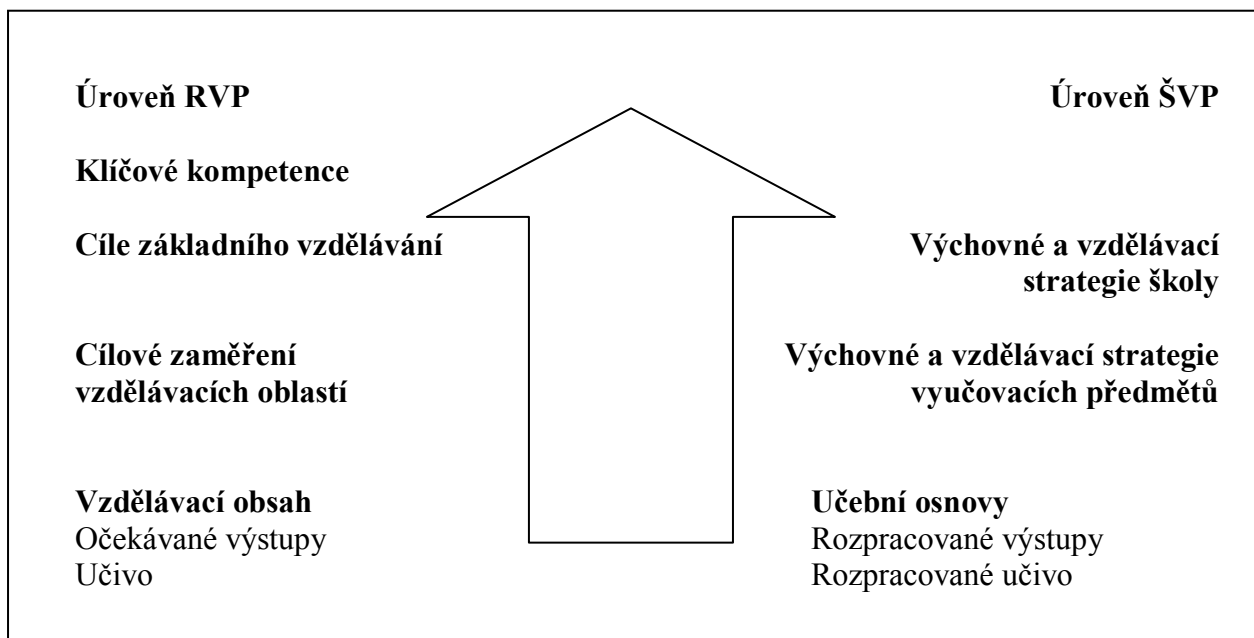 Úroveň RVP
Úroveň ŠVP
Klíčové kompetence
Cíle základního vzdělávání
Výchovné a vzdělávací
strategie školy
Cílové zaměření
vzdělávacích oblastí
Výchovné a vzdělávací strategie
vyučovacích předmětů
Vzdělávací obsah
Očekávané výstupy
Učivo
Učební osnovy
Rozpracované výstupy
Rozpracované učivo